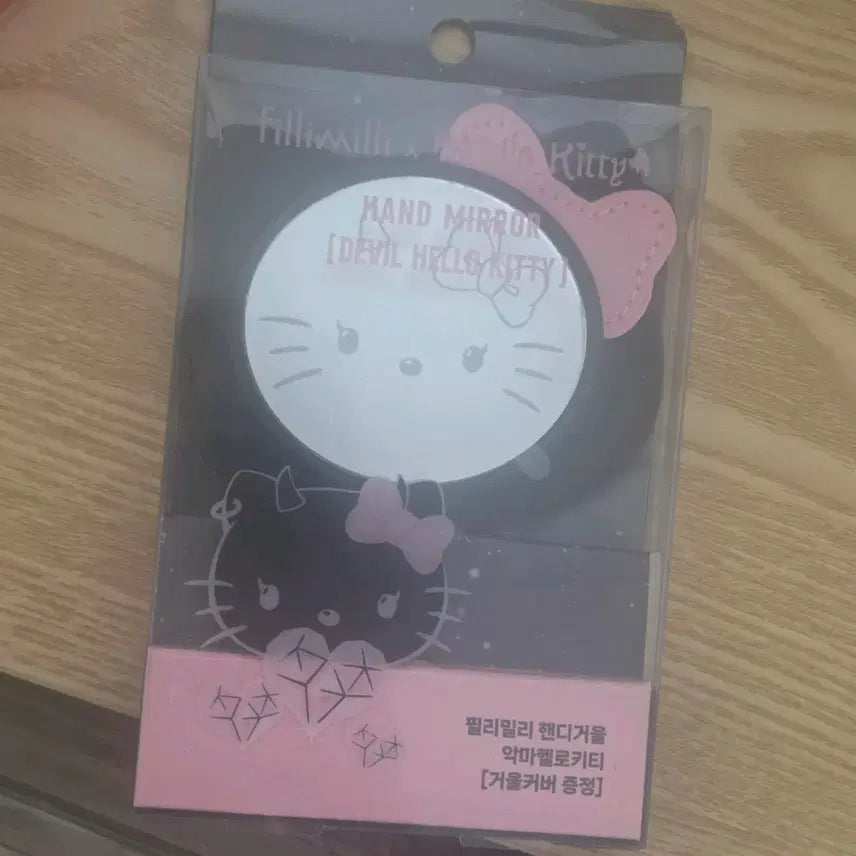 fillimilli x Kitty
HAND MIRROR
[DEVIL HELLO KITTY]
필리밀리 핸디거울
악마헬로키티
[거울커버 증정]